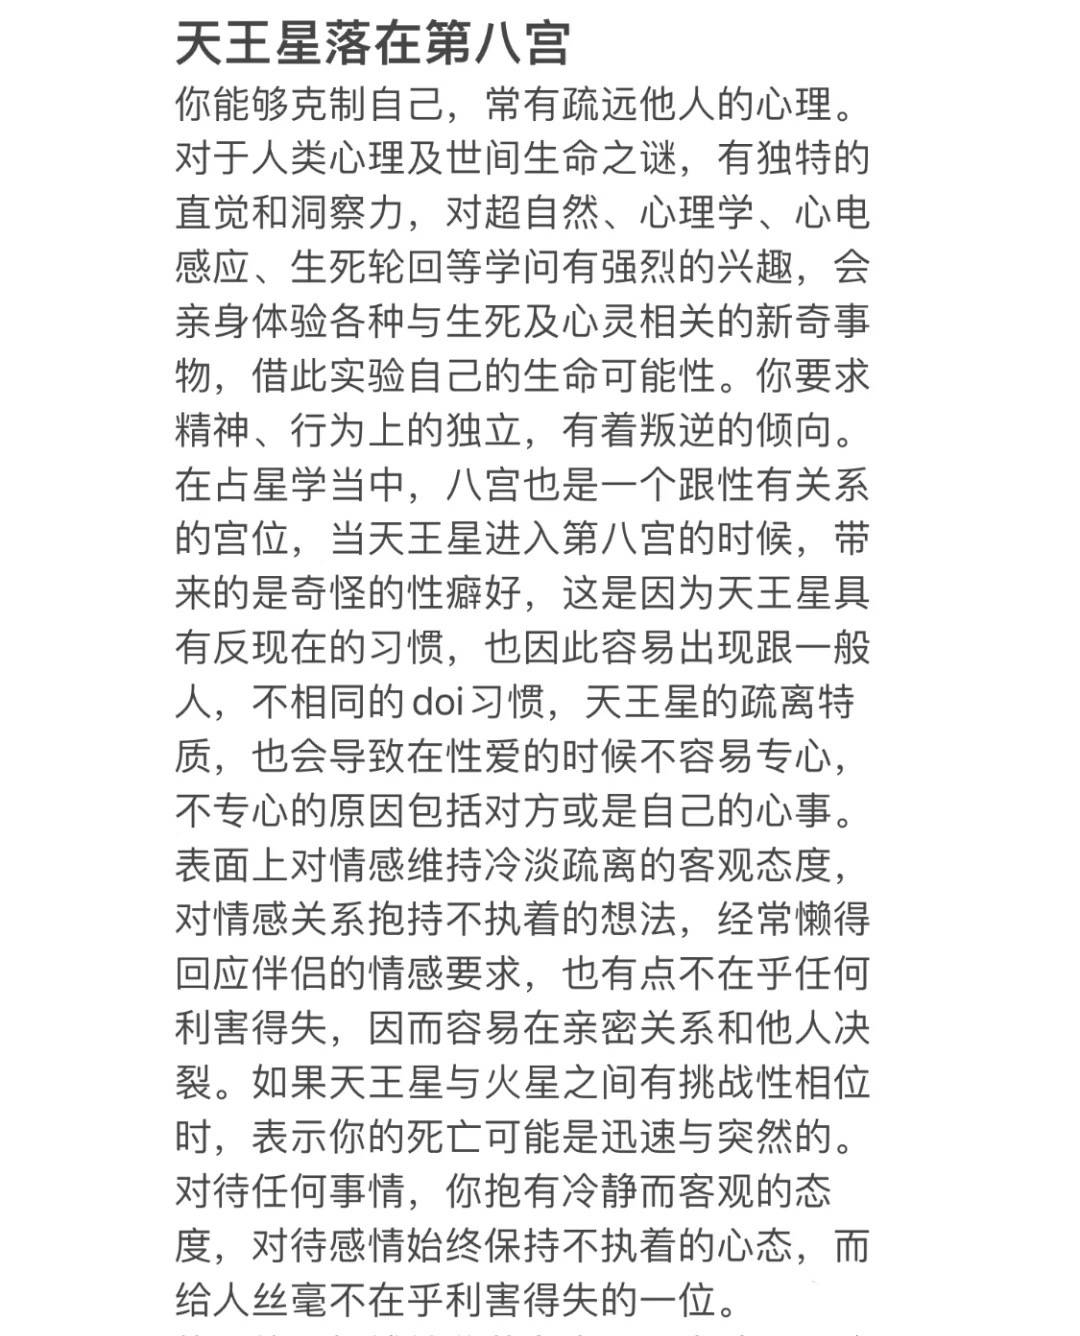 天王星落在第八宫
你能够克制自己，常有疏远他人的心理。
对于人类心理及世间生命之谜，有独特的
直觉和洞察力，对超自然、心理学、心电
感应、生死轮回等学问有强烈的兴趣，会
亲身体验各种与生死及心灵相关的新奇事
物，借此实验自己的生命可能性。你要求
精神、行为上的独立，有着叛逆的倾向。
在占星学当中，八宫也是一个跟性有关系
的宫位，当天王星进入第八宫的时候，带
来的是奇怪的性癖好，这是因为天王星具
有反现在的习惯，也因此容易出现跟一般
人，不相同的doi习惯，天王星的疏离特
质，也会导致在性爱的时候不容易专心，
不专心的原因包括对方或是自己的心事。
表面上对情感维持冷淡疏离的客观态度，
对情感关系抱持不执着的想法，经常懒得
回应伴侣的情感要求，也有点不在乎任何
利害得失，因而容易在亲密关系和他人决
裂。如果天王星与火星之间有挑战性相位
时，表示你的死亡可能是迅速与突然的。
对待任何事情，你抱有冷静而客观的态
度，对待感情始终保持不执着的心态，而
给人丝毫不在乎利害得失的一位。